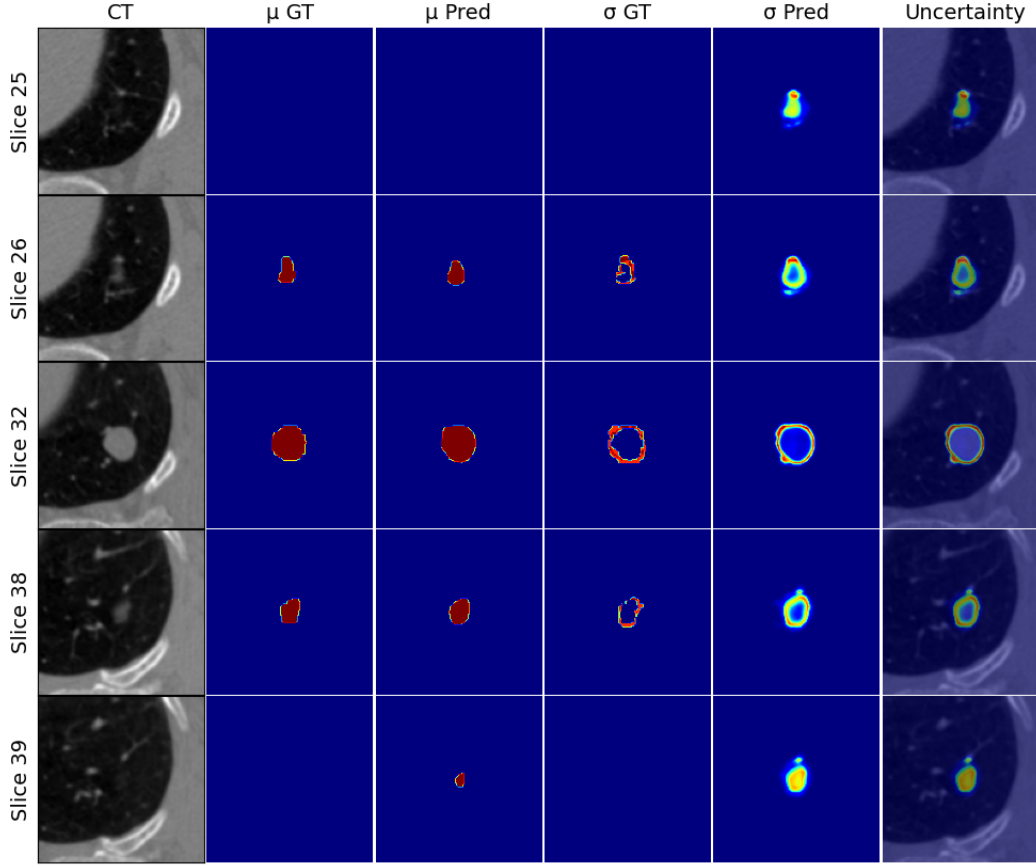 CT μ GT μ Pred σ GT σ Pred Uncertainty
Slice 25
Slice 26
Slice 32
Slice 38
Slice 39